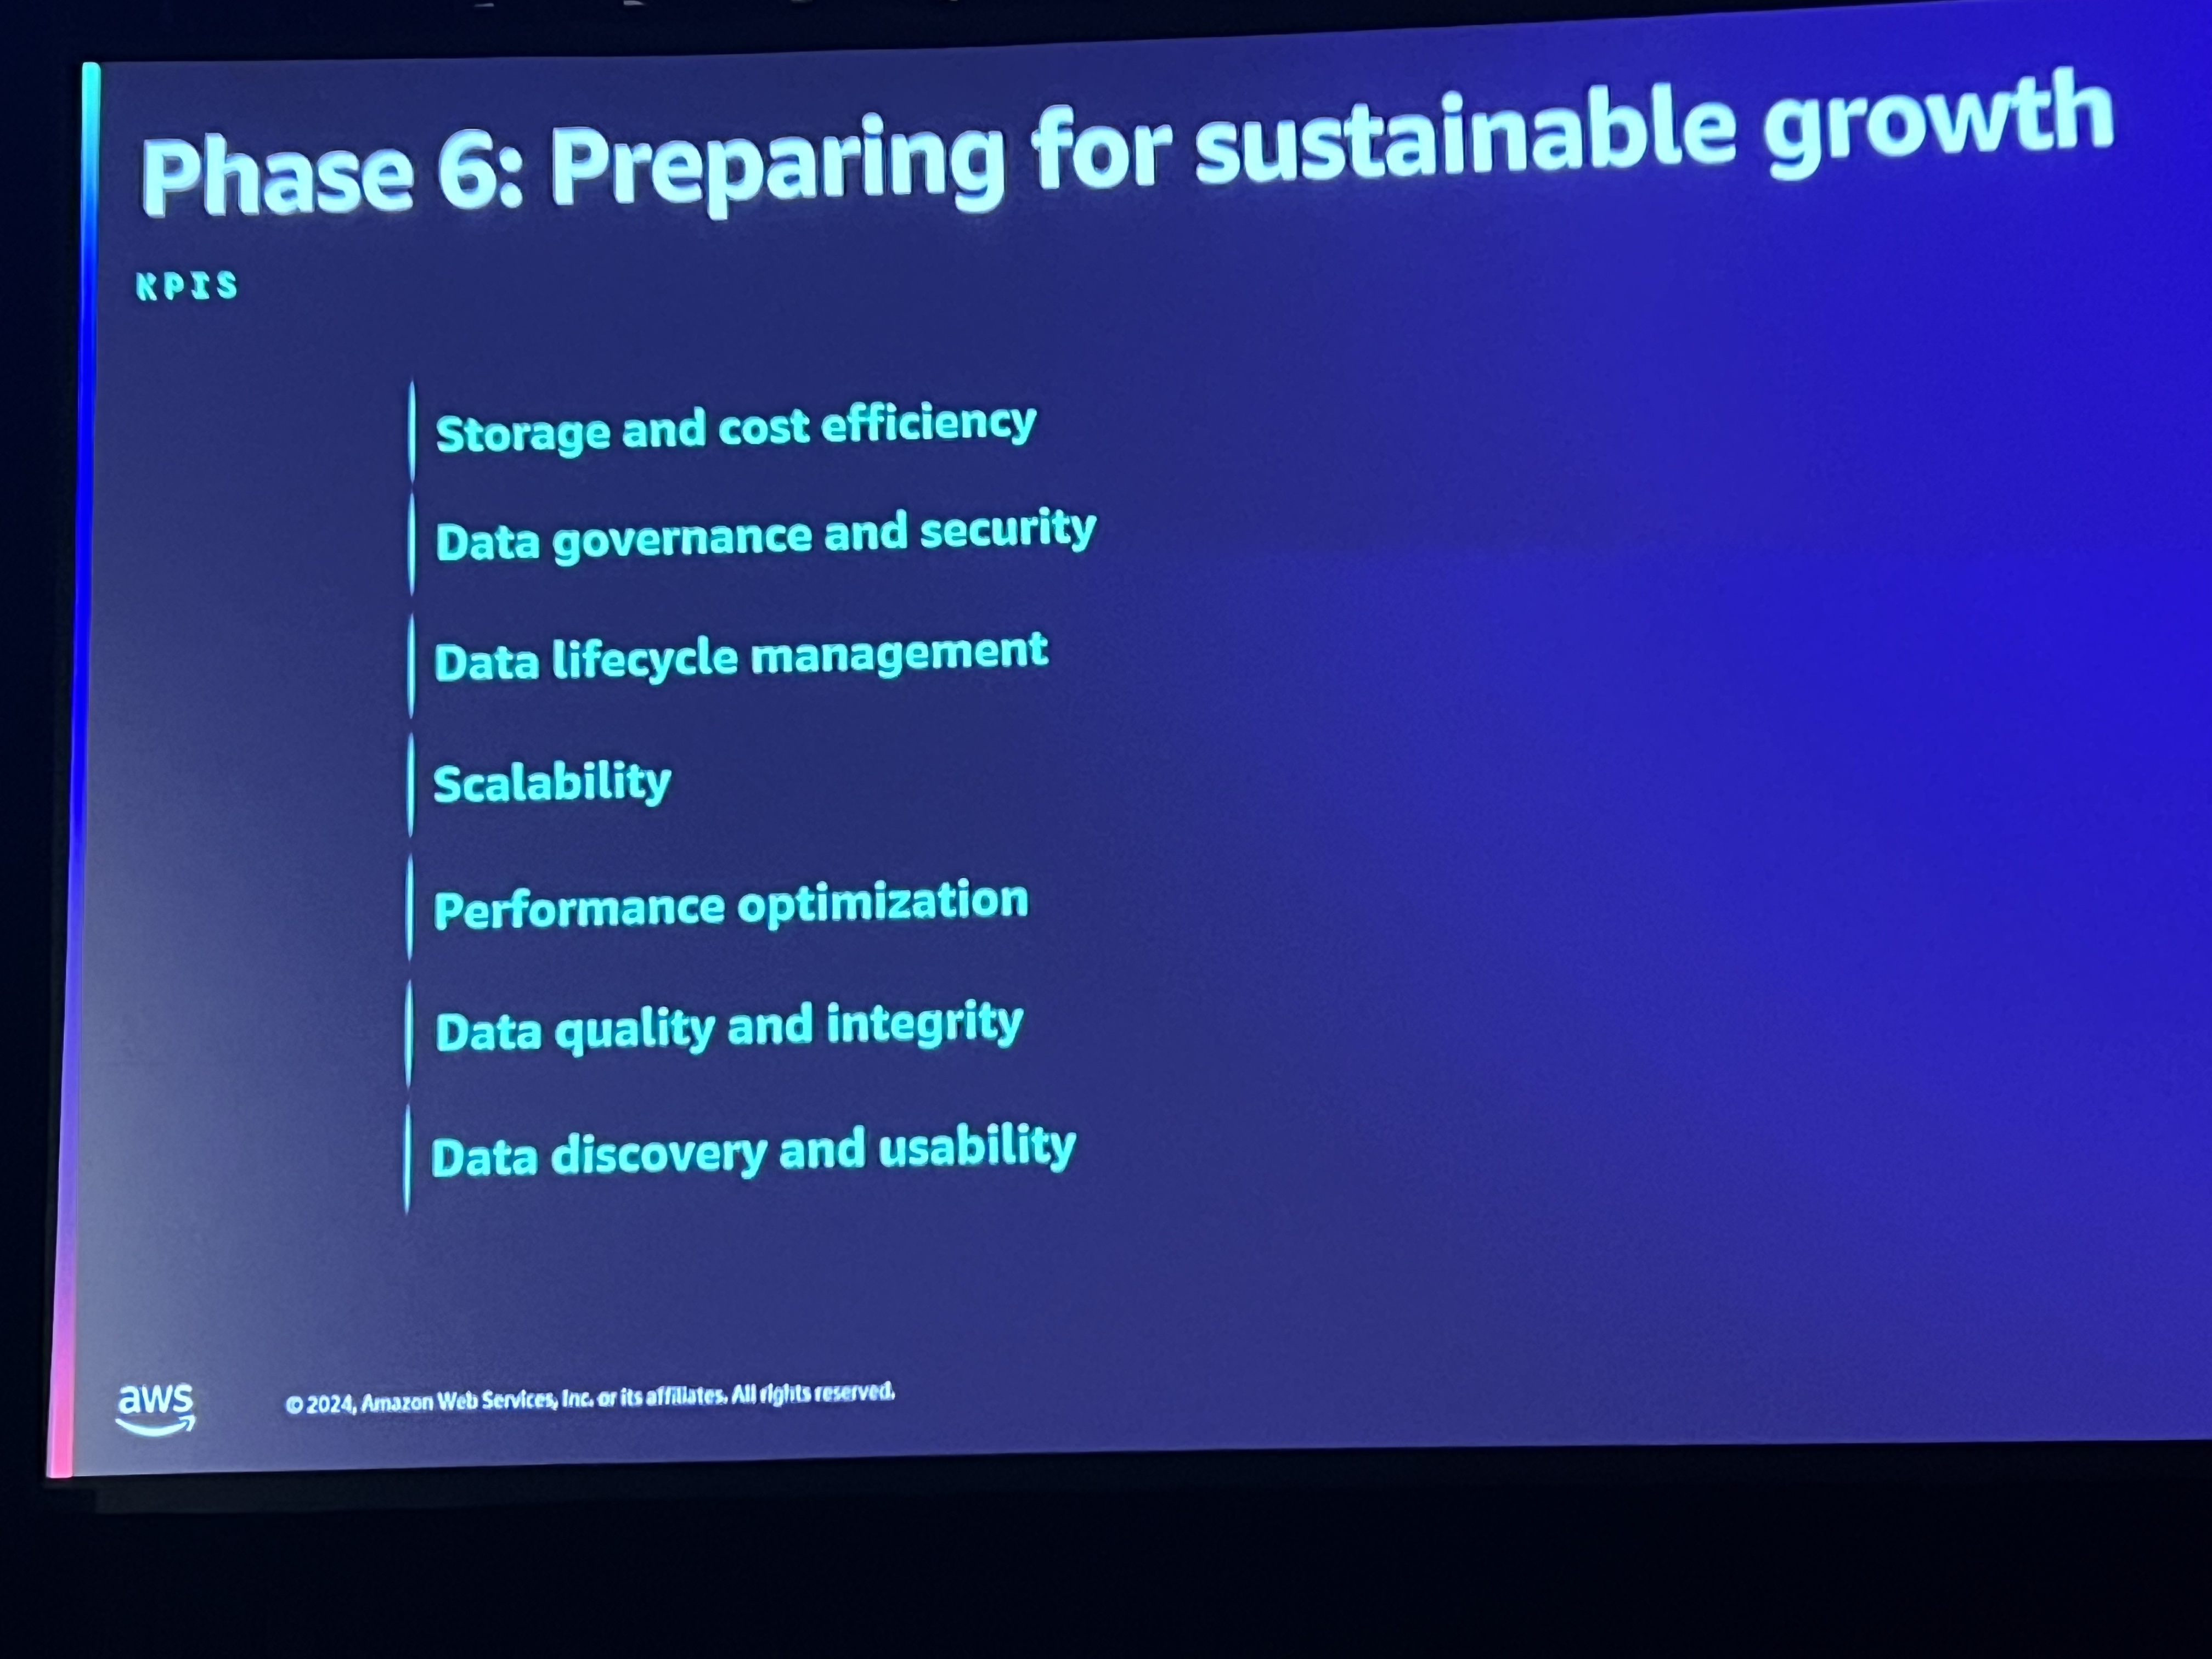 Phase 6: Preparing for sustainable growth
KPIS
Storage and cost efficiency
Data governance and security
Data lifecycle management
Scalability
Performance optimization
Data quality and integrity
Data discovery and usability
aws
© 2024, Amazon Web Services, Inc. or its affiliates. All rights reserved.